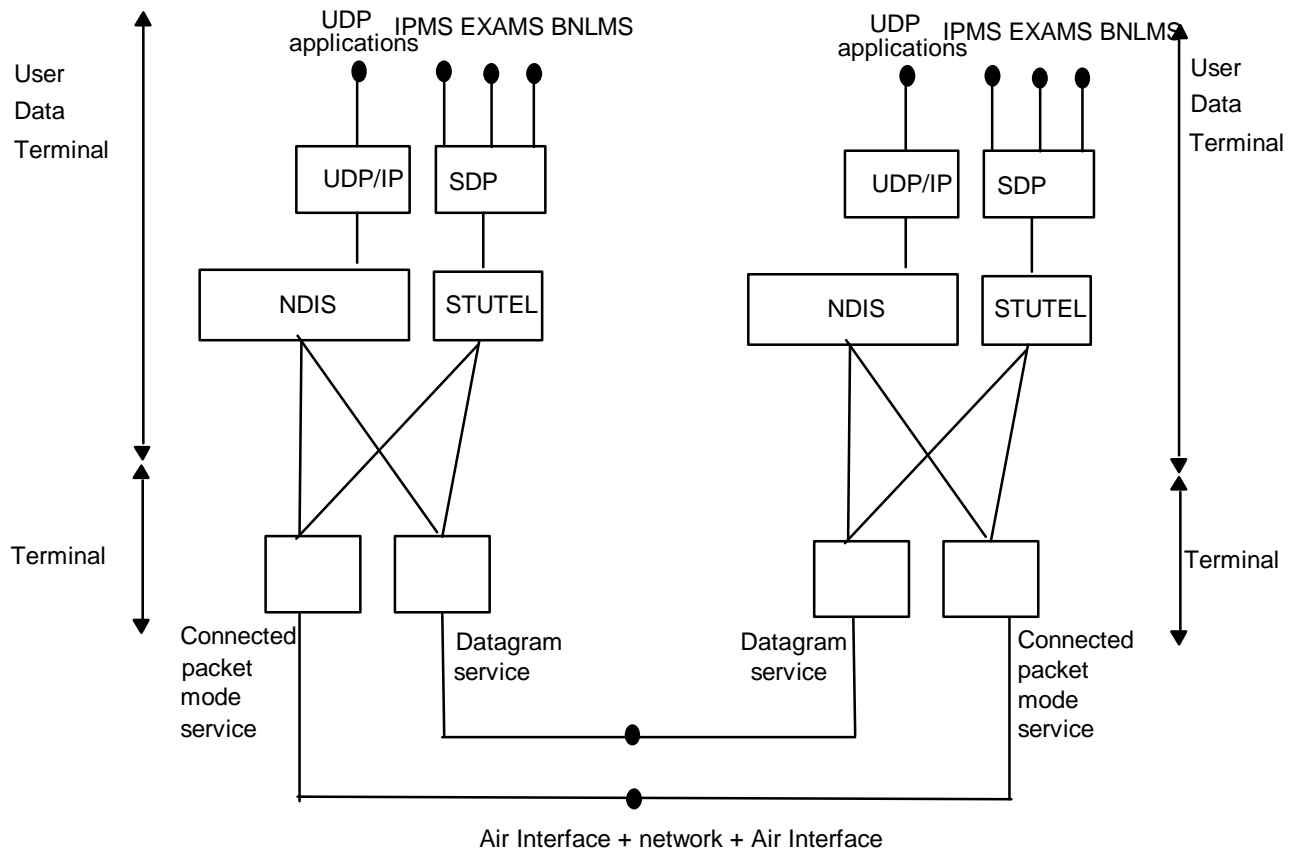 UDP
applications
IPMS EXAMS BNLMS
UDP
applications
IPMS EXAMS BNLMS
User
Data
Terminal
User
Data
Terminal
UDP/IP
SDP
UDP/IP
SDP
NDIS
STUTEL
NDIS
STUTEL
Terminal
Terminal
Connected
packet
mode
service
Datagram
service
Datagram
service
Connected
packet
mode
service
Air Interface + network + Air Interface